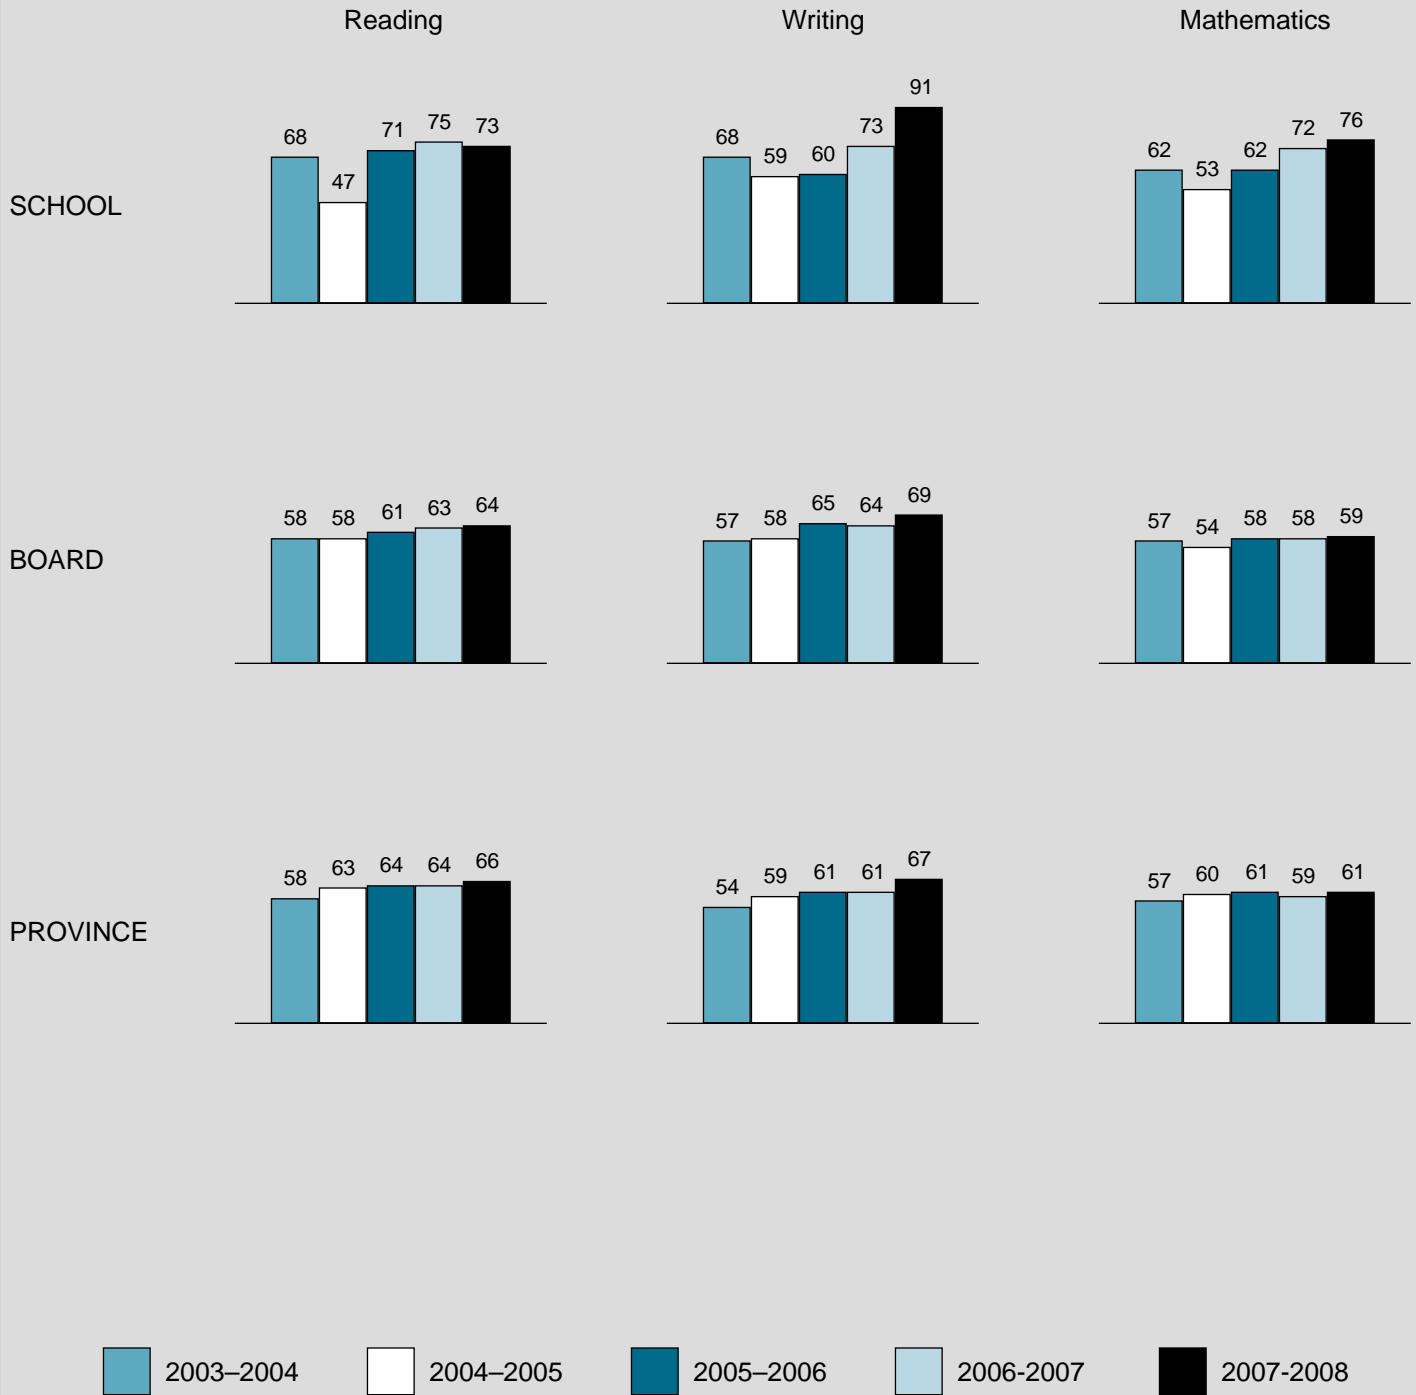 Reading Writing Mathematics
SCHOOL
68 47 71 75 73
68 59 60 73 91
62 53 62 72 76
BOARD
58 58 61 63 64
57 58 65 64 69
57 54 58 58 59
PROVINCE
58 63 64 64 66
54 59 61 61 67
57 60 61 59 61
2003–2004 2004–2005 2005–2006 2006-2007 2007-2008